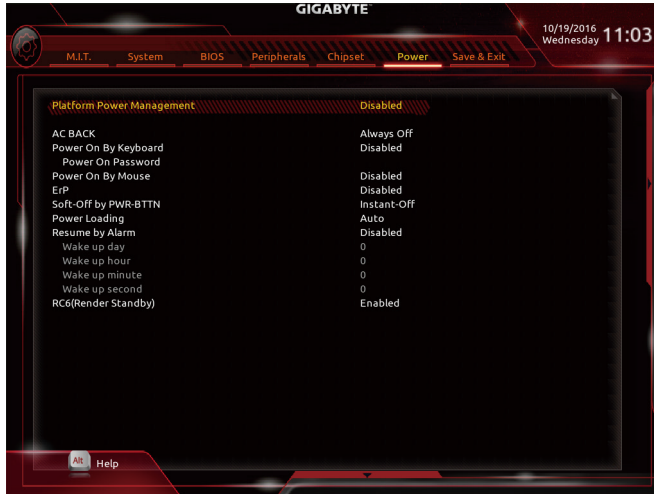 GIGABYTE™
10/19/2016
Wednesday 11:03
M.I.T. System BIOS Peripherals Chipset Power Save & Exit
Platform Power Management Disabled
AC BACK Always Off
Power On By Keyboard Disabled
Power On Password
Power On By Mouse Disabled
ErP Disabled
Soft-Off by PWR-BTTN Instant-Off
Power Loading Auto
Resume by Alarm Disabled
Wake up day 0
Wake up hour 0
Wake up minute 0
Wake up second 0
RC6(Render Standby) Enabled
Alt Help